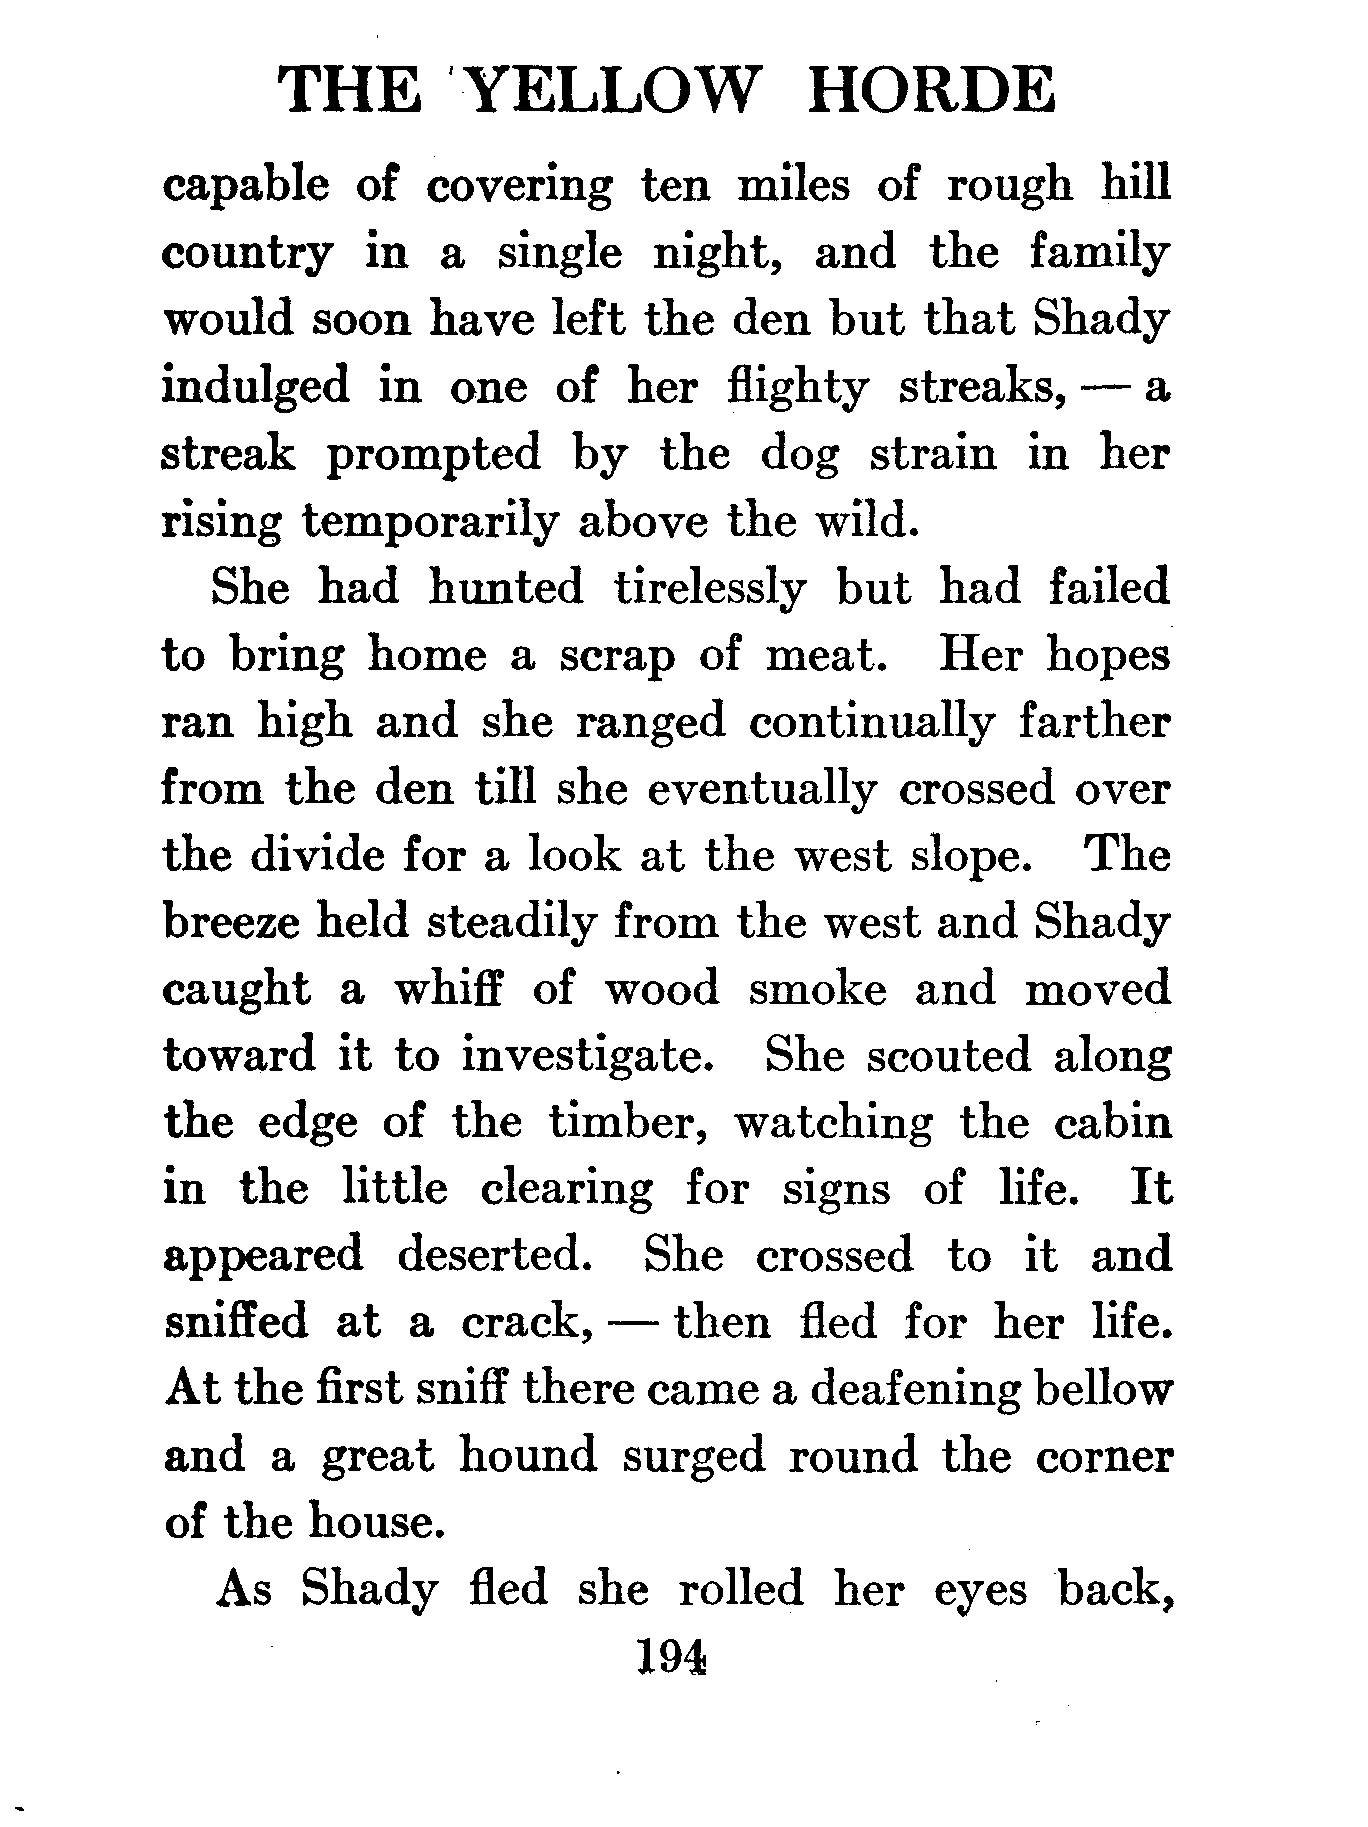 THE YELLOW HORDE
capable of covering ten miles of rough hill
country in a single night, and the family
would soon have left the den but that Shady
indulged in one of her flighty streaks, — a
streak prompted by the dog strain in her
rising temporarily above the wild.
She had hunted tirelessly but had failed
to bring home a scrap of meat. Her hopes
ran high and she ranged continually farther
from the den till she eventually crossed over
the divide for a look at the west slope. The
breeze held steadily from the west and Shady
caught a whiff of wood smoke and moved
toward it to investigate. She scouted along
the edge of the timber, watching the cabin
in the little clearing for signs of life. It
appeared deserted. She crossed to it and
sniffed at a crack, — then fled for her life.
At the first sniff there came a deafening bellow
and a great hound surged round the corner
of the house.
As Shady fled she rolled her eyes back,
194